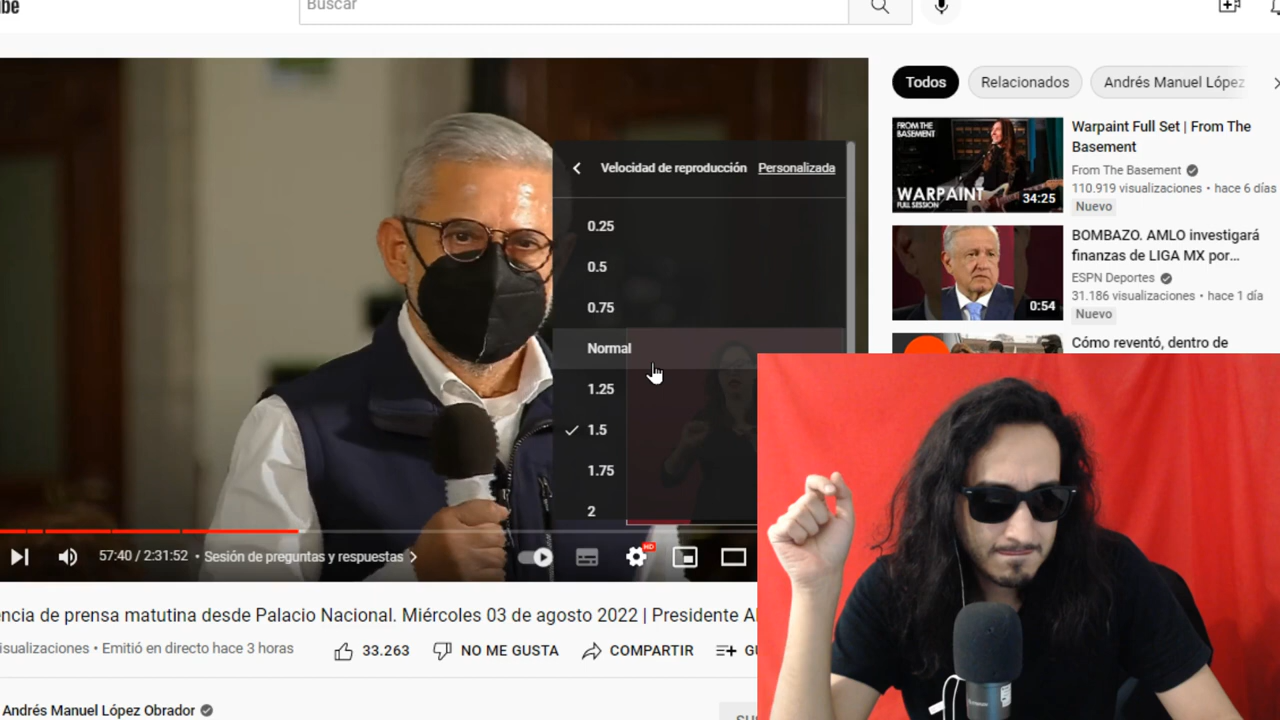 Buscar
57:40 / 2:31:52 • Sesión de preguntas y respuestas
HD
Velocidad de reproducción Personalizada
0.25
0.5
0.75
Normal
1.25
1.5
1.75
2
de prensa matutina desde Palacio Nacional. Miércoles 03 de agosto 2022 | Presidente
• Emitió en directo hace 3 horas
33.263
NO ME GUSTA
COMPARTIR
Andrés Manuel López Obrador
Todos
Relacionados
Andrés Manuel López
FROM THE
BASEMENT
WARPAINT
FULL SESSION
34:25
Warpaint Full Set | From The
Basement
From The Basement
110.919 visualizaciones • hace 6 días
Nuevo
0:54
BOMBAZO. AMLO investigará
finanzas de LIGA MX por...
ESPN Deportes
31.186 visualizaciones • hace 1 día
Nuevo
Cómo reventó, dentro de